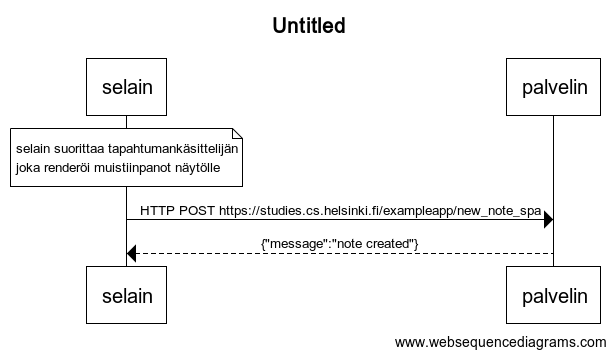 Untitled
selain
palvelin
selain suorittaa tapahtumankäsittelijän
joka renderöi muistiinpanot näytölle
HTTP POST https://studies.cs.helsinki.fi/exampleapp/new_note_spa
{"message":"note created"}
selain
palvelin
www.websequencediagrams.com